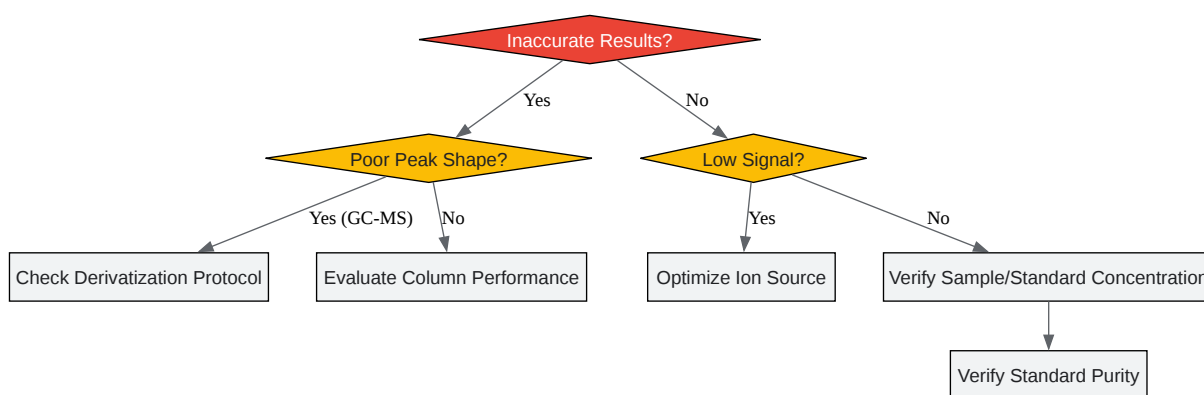 Inaccurate Results?
Yes
No
Poor Peak Shape?
Low Signal?
Yes (GC-MS)
No
Yes
No
Check Derivatization Protocol
Evaluate Column Performance
Optimize Ion Source
Verify Sample/Standard Concentration
Verify Standard Purity